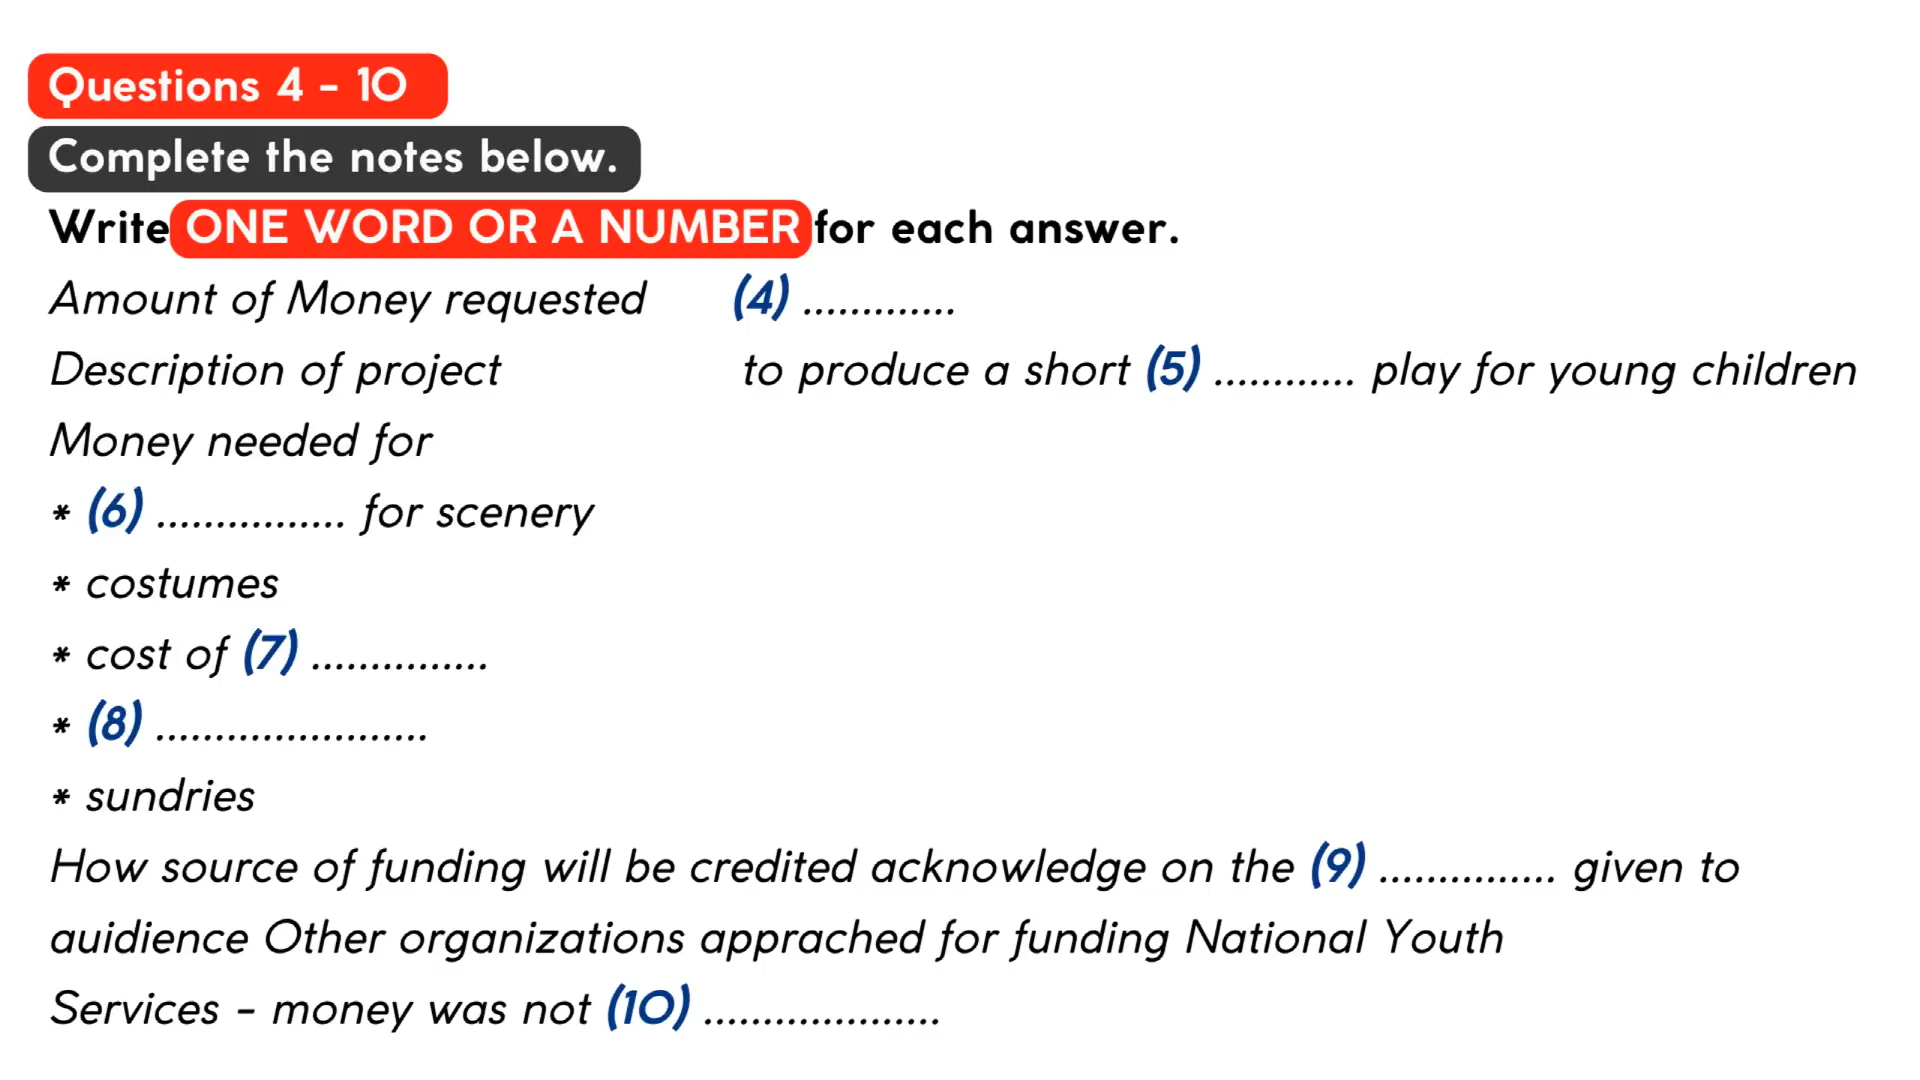 Questions 4 - 10
Complete the notes below.
Write ONE WORD OR A NUMBER for each answer.
Amount of Money requested (4) .............
Description of project to produce a short (5) ............ play for young children
Money needed for
* (6) ................ for scenery
* costumes
* cost of (7) ...............
* (8) .......................
* sundries
How source of funding will be credited acknowledge on the (9) ............... given to
auidience Other organizations apprached for funding National Youth
Services - money was not (10) ....................